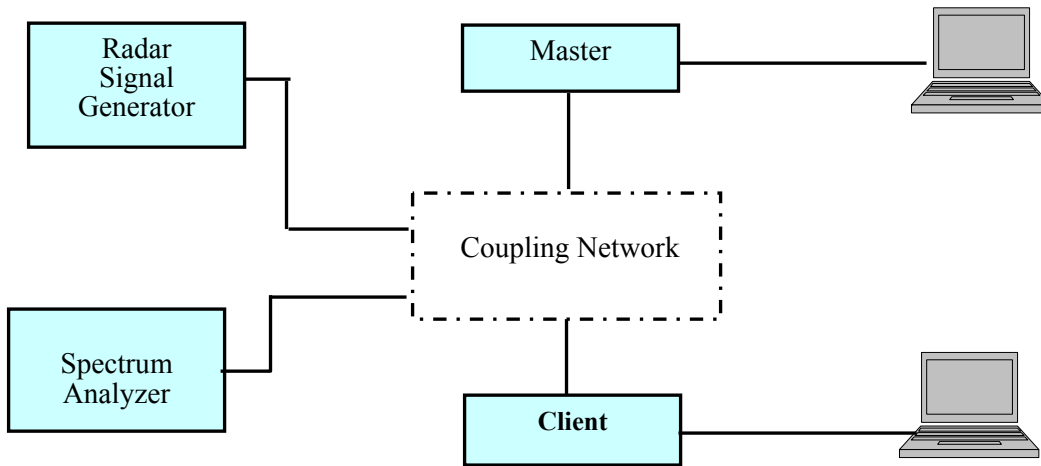 Radar
Signal
Generator
Master
Coupling Network
Spectrum
Analyzer
Client